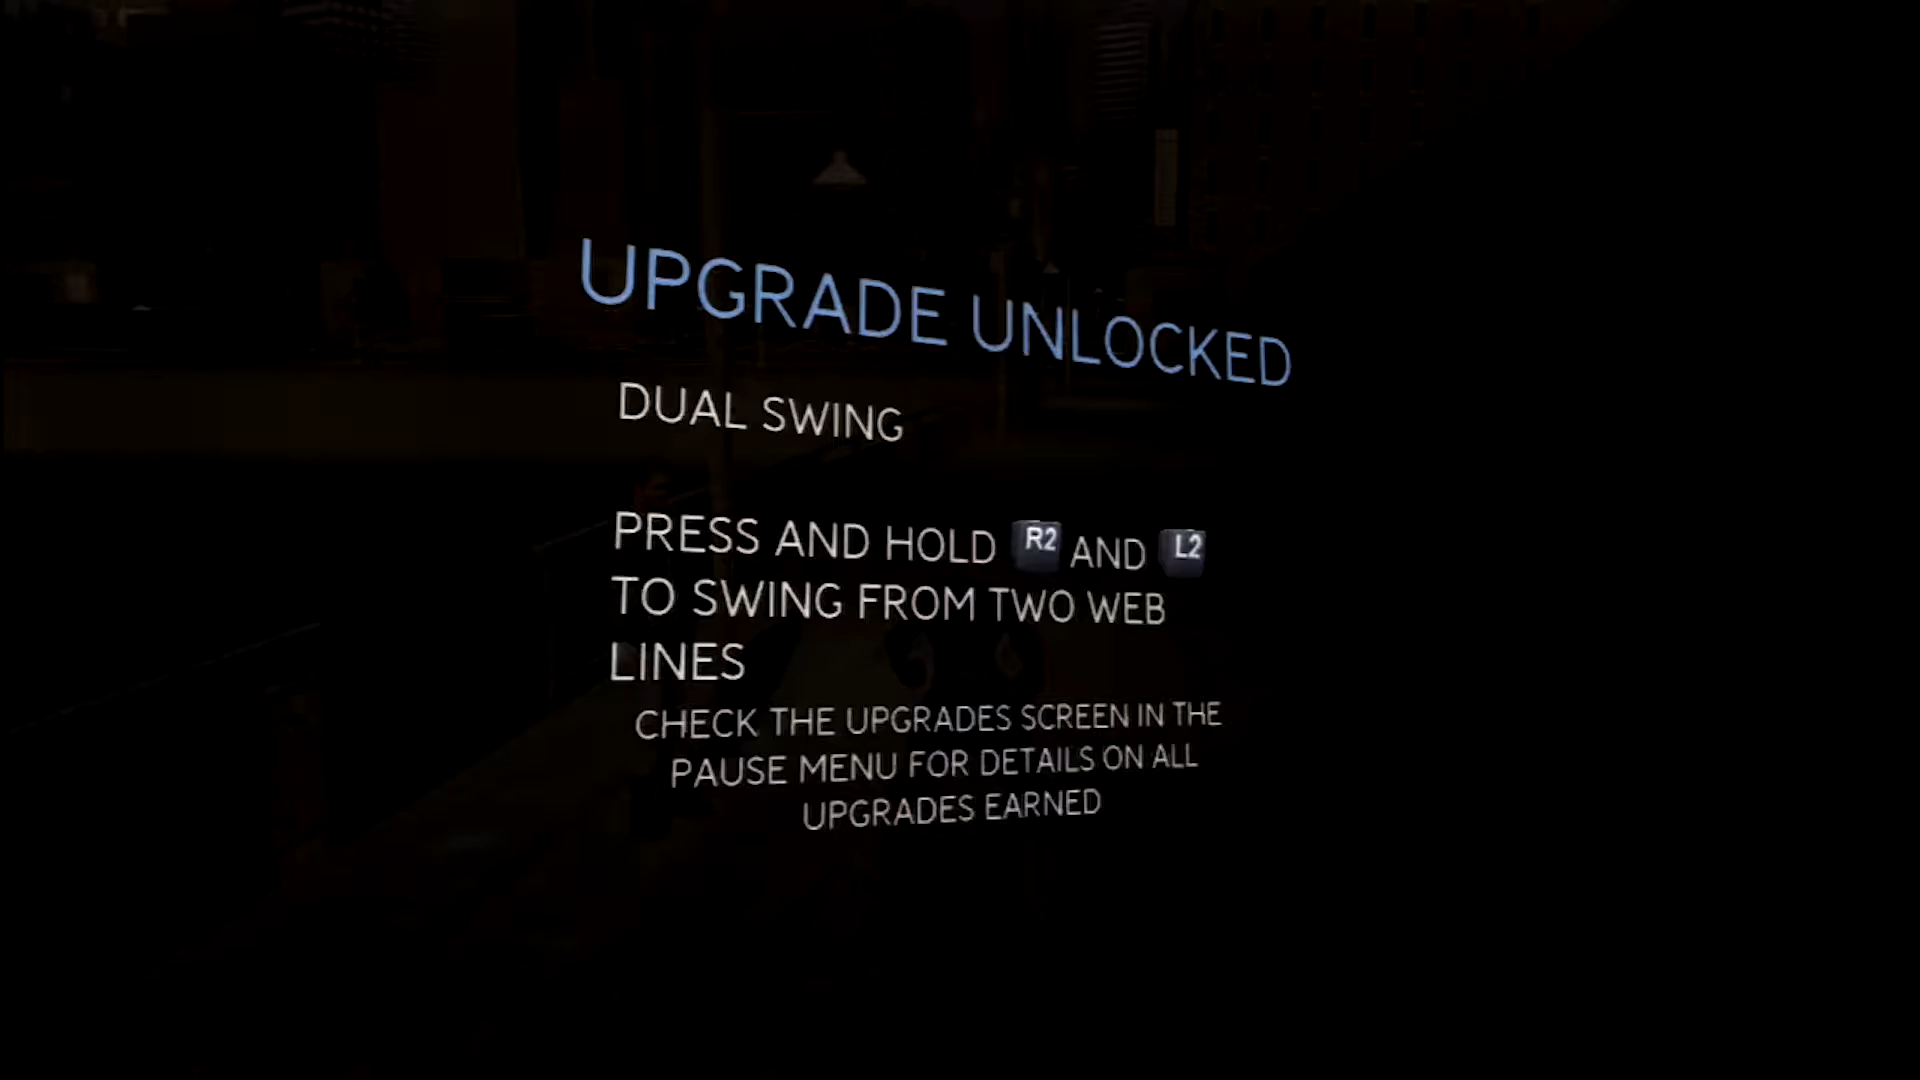 UPGRADE UNLOCKED
DUAL SWING
PRESS AND HOLD R2 AND L2
TO SWING FROM TWO WEB
LINES
CHECK THE UPGRADES SCREEN IN THE
PAUSE MENU FOR DETAILS ON ALL
UPGRADES EARNED